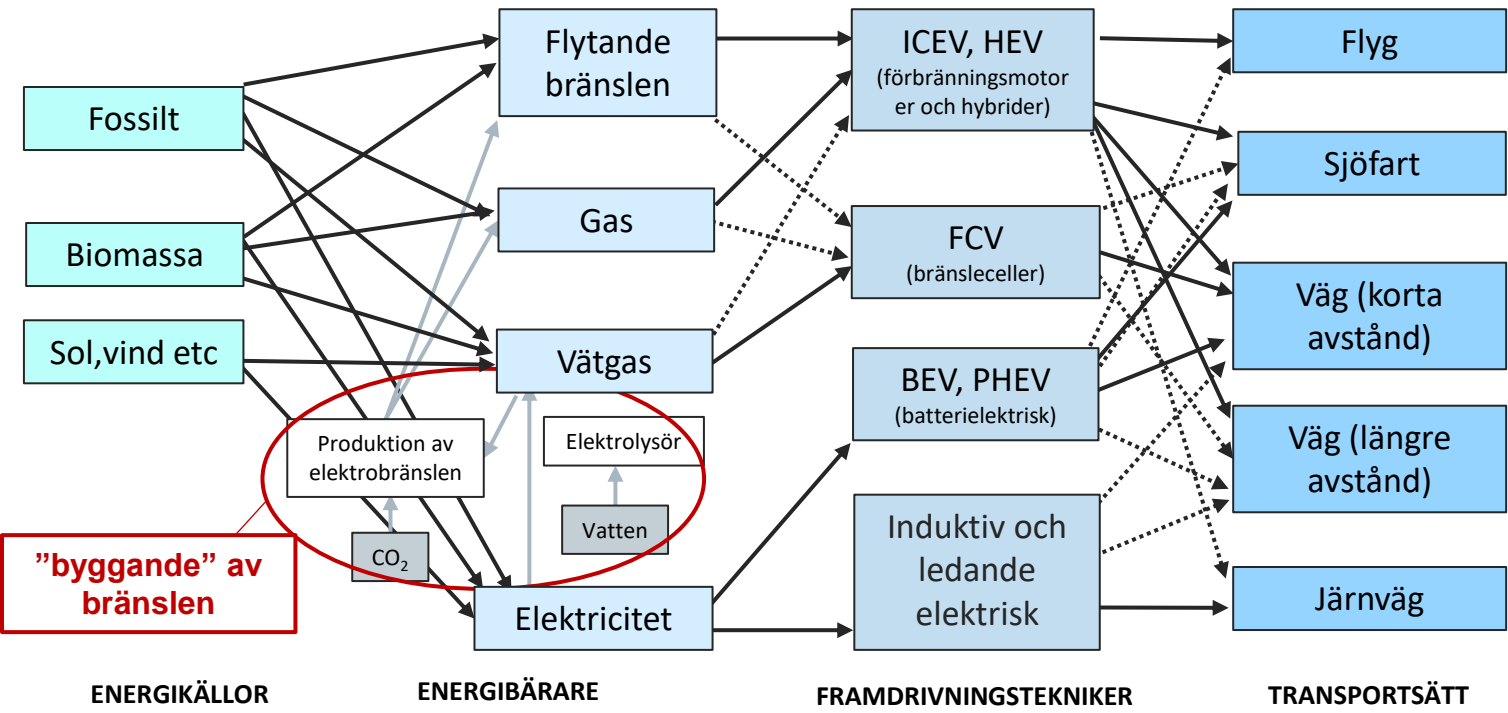 Fossilt
Biomassa
Sol,vind etc
”byggande” av
bränslen
ENERGIKÄLLOR
Flytande
bränslen
Gas
Vätgas
Produktion av
elektrobränslen
Elektrolysör
CO₂
Vatten
Elektricitet
ENERGIBÄRARE
ICEV, HEV
(förbränningsmotor
er och hybrider)
FCV
(bränsleceller)
BEV, PHEV
(batterielektrisk)
Induktiv och
ledande
elektrisk
FRAMDRIVNINGSTEKNIKER
Flyg
Sjöfart
Väg (korta
avstånd)
Väg (längre
avstånd)
Järnväg
TRANSPORTSÄTT